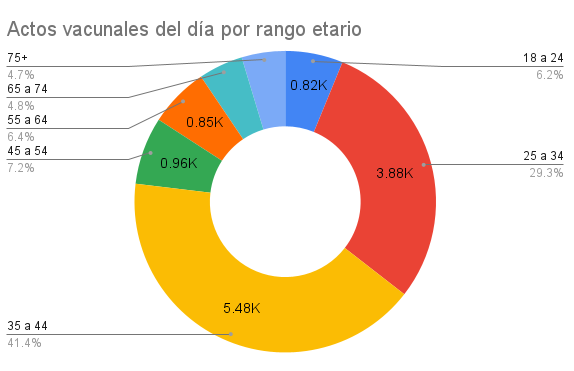 Actos vacunales del día por rango etario
75+
4.7%
65 a 74
4.8%
55 a 64
6.4%
45 a 54
7.2%
35 a 44
41.4%
18 a 24
6.2%
25 a 34
29.3%
0.82K
3.88K
5.48K
0.96K
0.85K